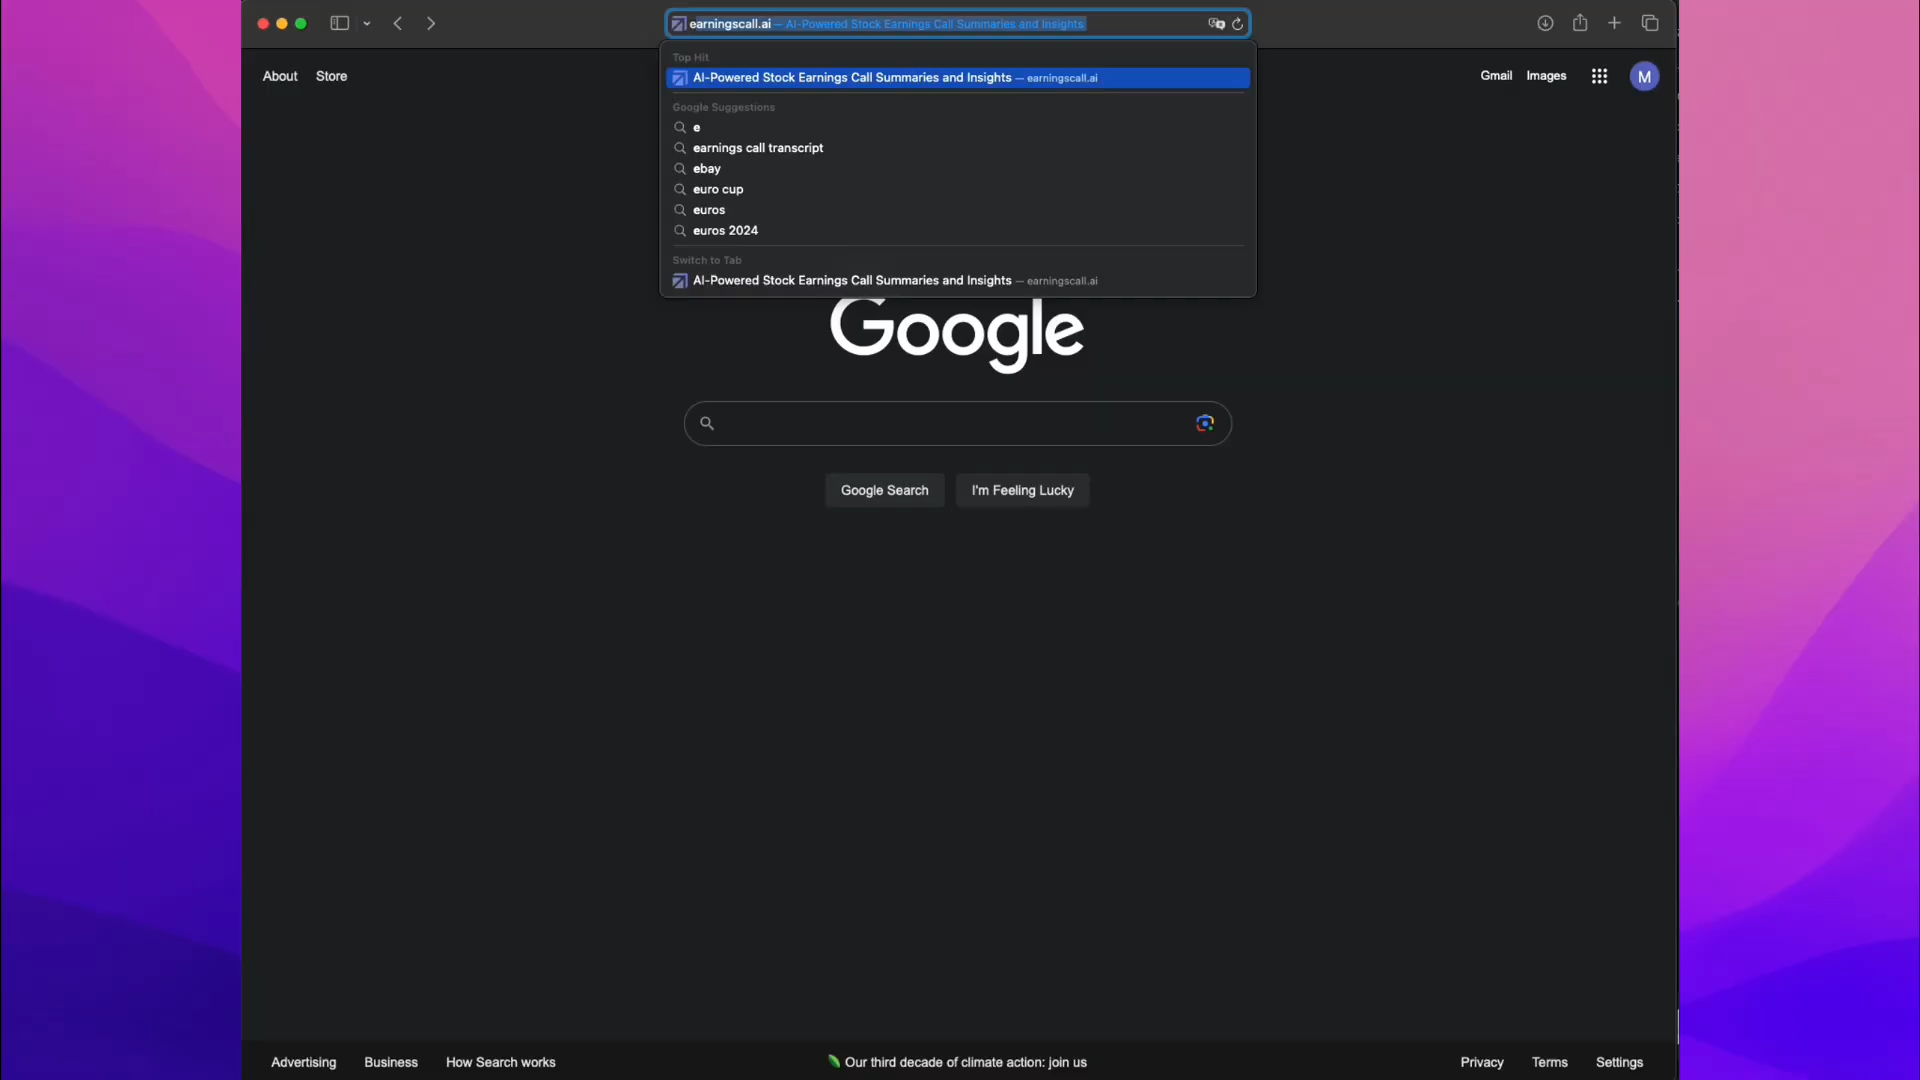 earningscall.ai — AI-Powered Stock Earnings Call Summaries and Insights
Top Hit
AI-Powered Stock Earnings Call Summaries and Insights — earningscall.ai
About Store
Gmail Images M
Google Suggestions
e
earnings call transcript
ebay
euro cup
euros
euros 2024
Switch to Tab
AI-Powered Stock Earnings Call Summaries and Insights — earningscall.ai
Google
Google Search I'm Feeling Lucky
Advertising Business How Search works Our third decade of climate action: join us Privacy Terms Settings